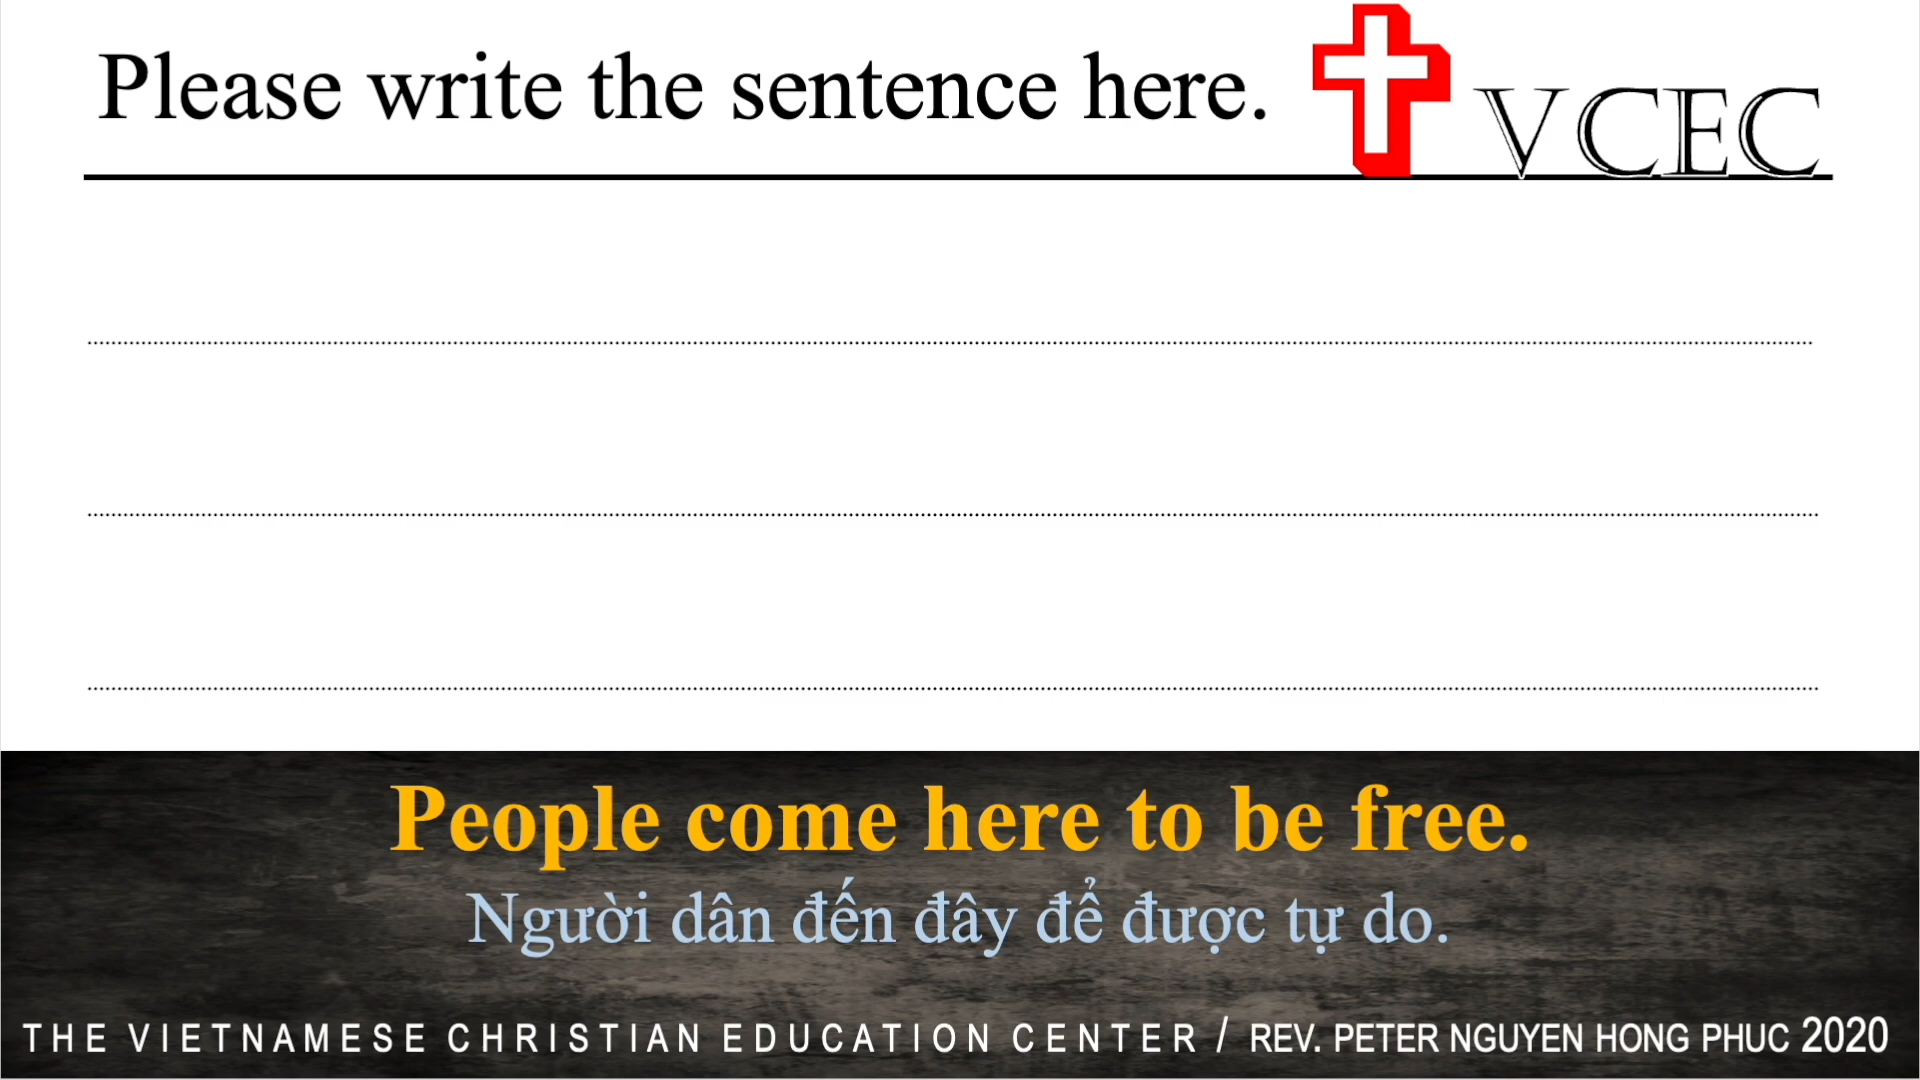 Please write the sentence here.
VCEC
People come here to be free.
Người dân đến đây để được tự do.
THE VIETNAMESE CHRISTIAN EDUCATION CENTER / REV. PETER NGUYEN HONG PHUC 2020